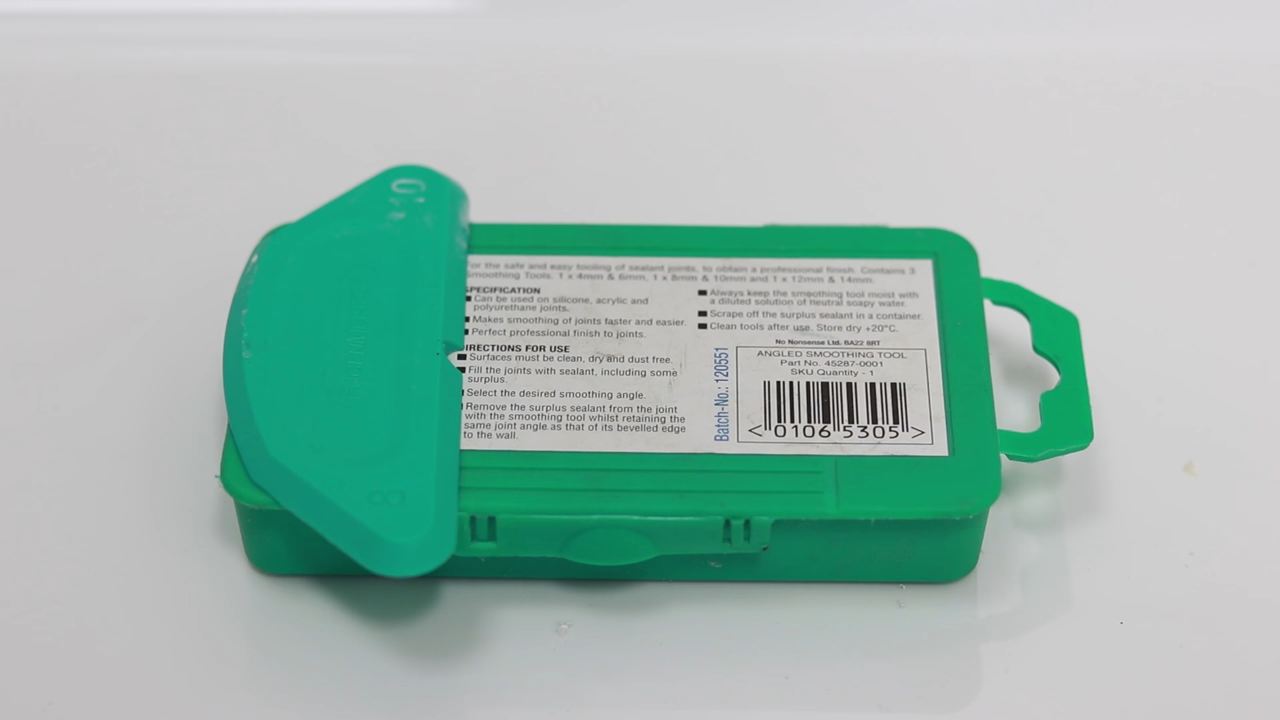 For the safe and easy tooling of sealant joints, to obtain a professional finish. Contains 3
Smoothing Tools. 1 x 4mm & 6mm, 1 x 8mm & 10mm and 1 x 12mm & 14mm.
SPECIFICATION
Can be used on silicone, acrylic and
polyurethane joints.
Makes smoothing of joints faster and easier.
Perfect professional finish to joints.
DIRECTIONS FOR USE
Surfaces must be clean, dry and dust free.
Fill the joints with sealant, including some
surplus.
Select the desired smoothing angle.
Remove the surplus sealant from the joint
with the smoothing tool whilst retaining the
same joint angle as that of its bevelled edge
to the wall.
Always keep the smoothing tool moist with
a diluted solution of neutral soapy water.
Scrape off the surplus sealant in a container.
Clean tools after use. Store dry +20°C.
No Nonsense Ltd. BA22 8RT
Batch-No.: 120551
ANGLED SMOOTHING TOOL
Part No. 45287-0001
SKU Quantity - 1
<0106 5305>
8